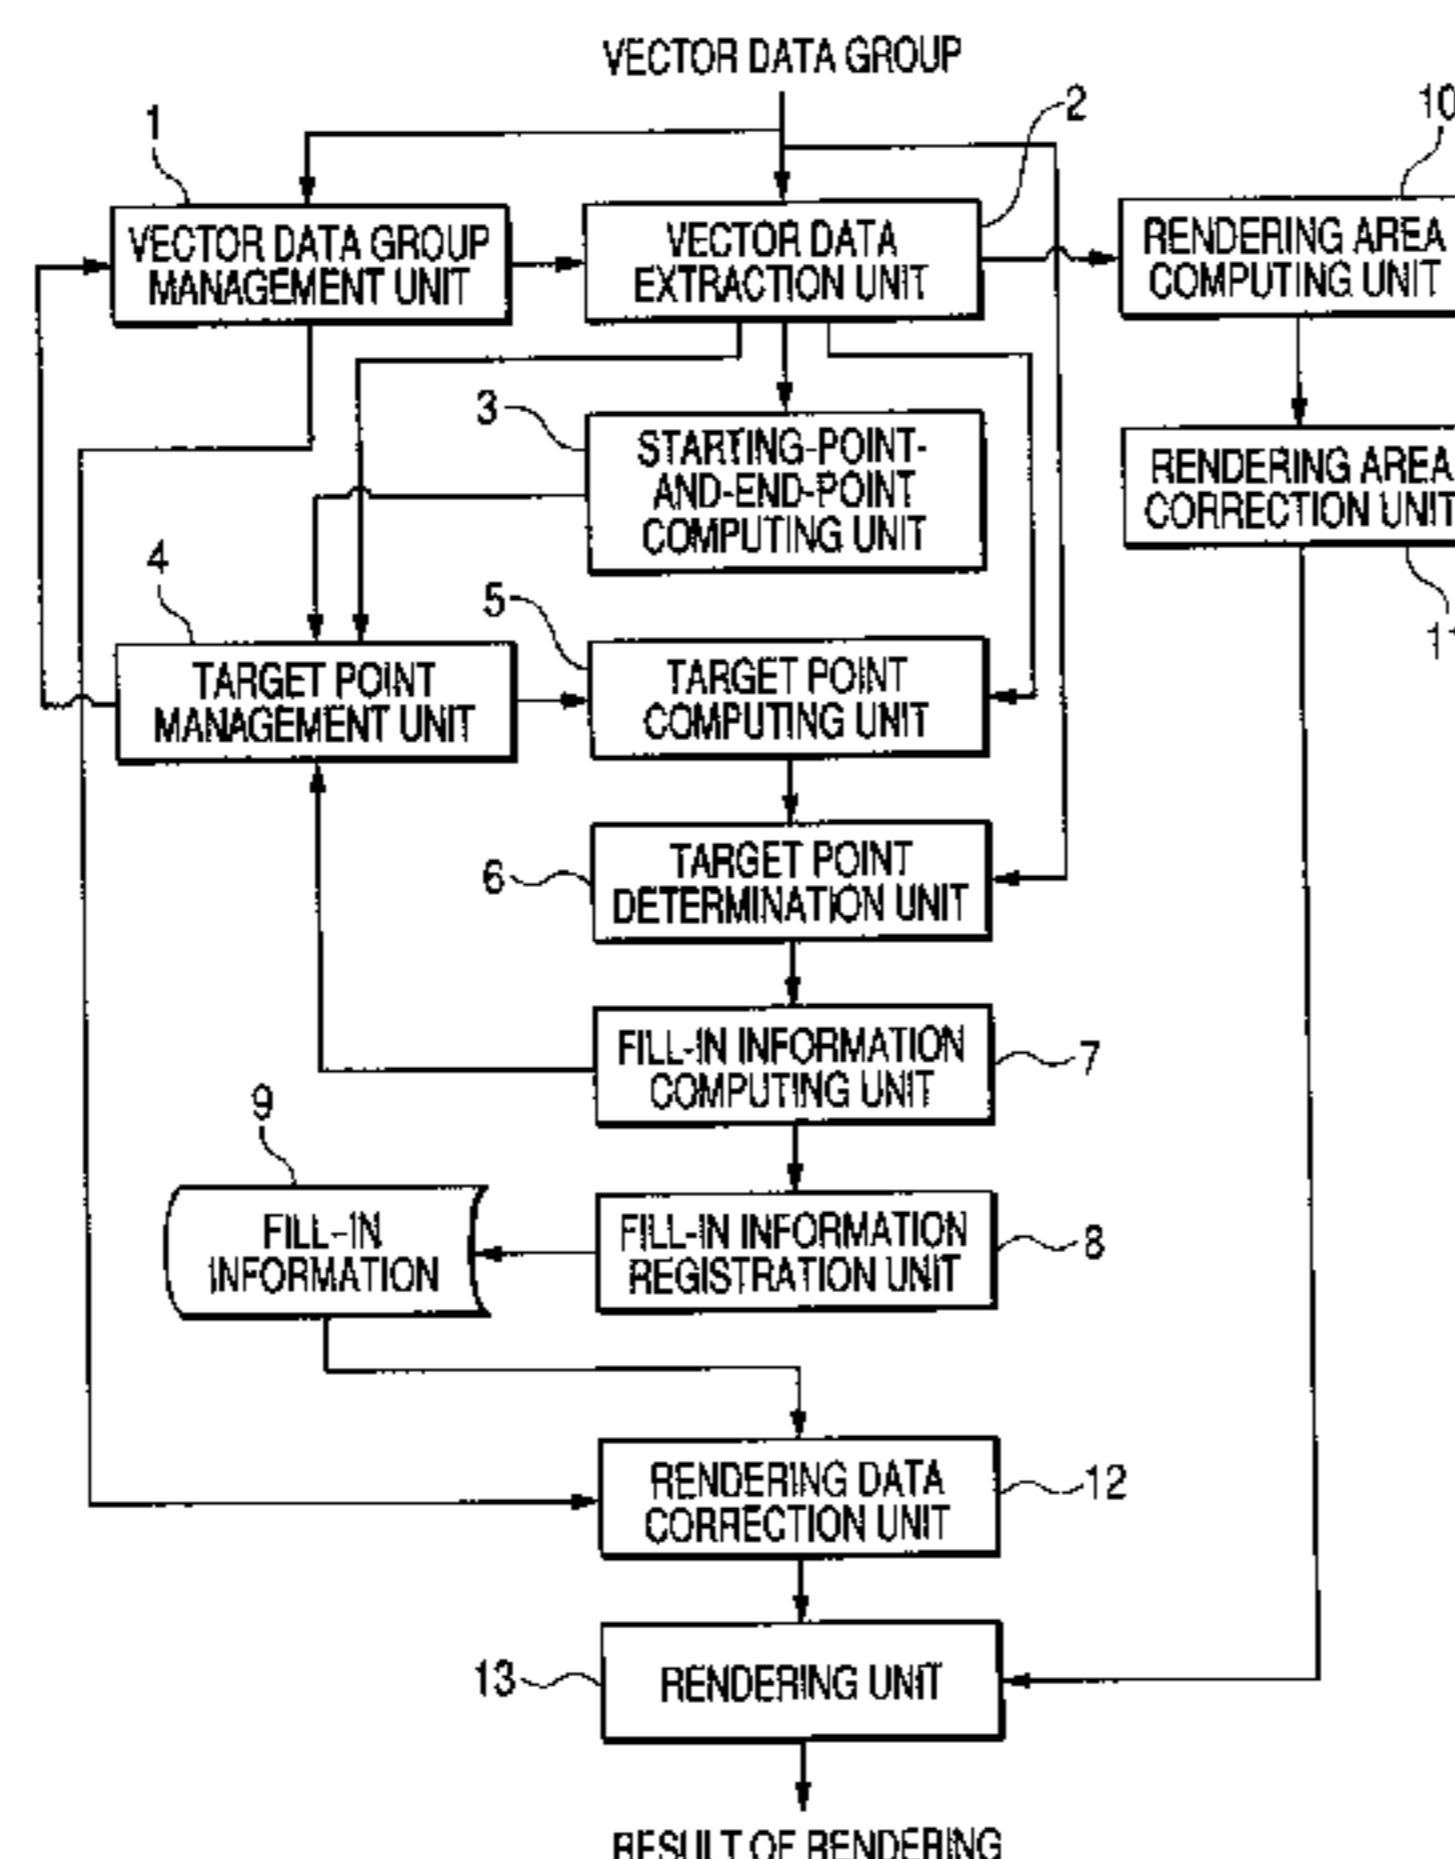 VECTOR DATA GROUP
1
2
10
VECTOR DATA GROUP
MANAGEMENT UNIT
VECTOR DATA
EXTRACTION UNIT
RENDERING AREA
COMPUTING UNIT
3
STARTING-POINT-
AND-END-POINT
COMPUTING UNIT
RENDERING AREA
CORRECTION UNIT
11
4
TARGET POINT
MANAGEMENT UNIT
5
TARGET POINT
COMPUTING UNIT
6
TARGET POINT
DETERMINATION UNIT
FILL-IN INFORMATION
COMPUTING UNIT
7
9
FILL-IN
INFORMATION
FILL-IN INFORMATION
REGISTRATION UNIT
8
RENDERING DATA
CORRECTION UNIT
12
13
RENDERING UNIT
RESULT OF RENDERING